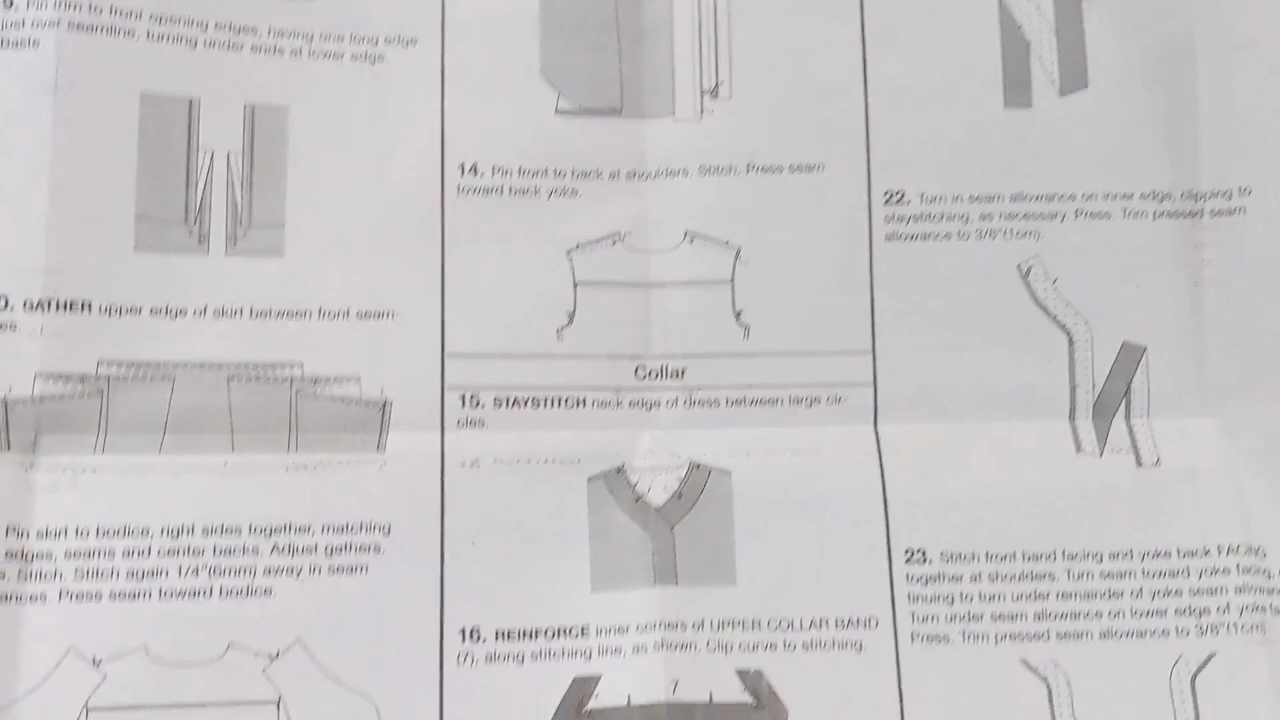 9. Pin trim to front opening edges, having one long edge
just over seamline, turning under ends at lower edge.
Baste
0. GATHER upper edge of skirt between front seam-
es.
Pin skirt to bodice, right sides together, matching
edges, seams and center backs. Adjust gathers.
s. Stitch. Stitch again 1/4"(6mm) away in seam
ances. Press seam toward bodice.
14. Pin front to back at shoulders. Stitch. Press seam
toward back yoke.
Collar
15. STAYSTITCH neck edge of dress between large cir-
cles.
16. REINFORCE inner corners of UPPER COLLAR BAND
(7), along stitching line, as shown. Clip curve to stitching.
7
22. Turn in seam allowance on inner edge, clipping to
staystitching, as necessary. Press. Trim pressed seam
allowance to 3/8"(1cm).
23. Stitch front band facing and yoke back FACING
together at shoulders. Turn seam toward yoke facing,
tinuing to turn under remainder of yoke seam
Turn under seam allowance on lower edge of yoke
Press. Trim pressed seam allowance to 3/8"(1cm)